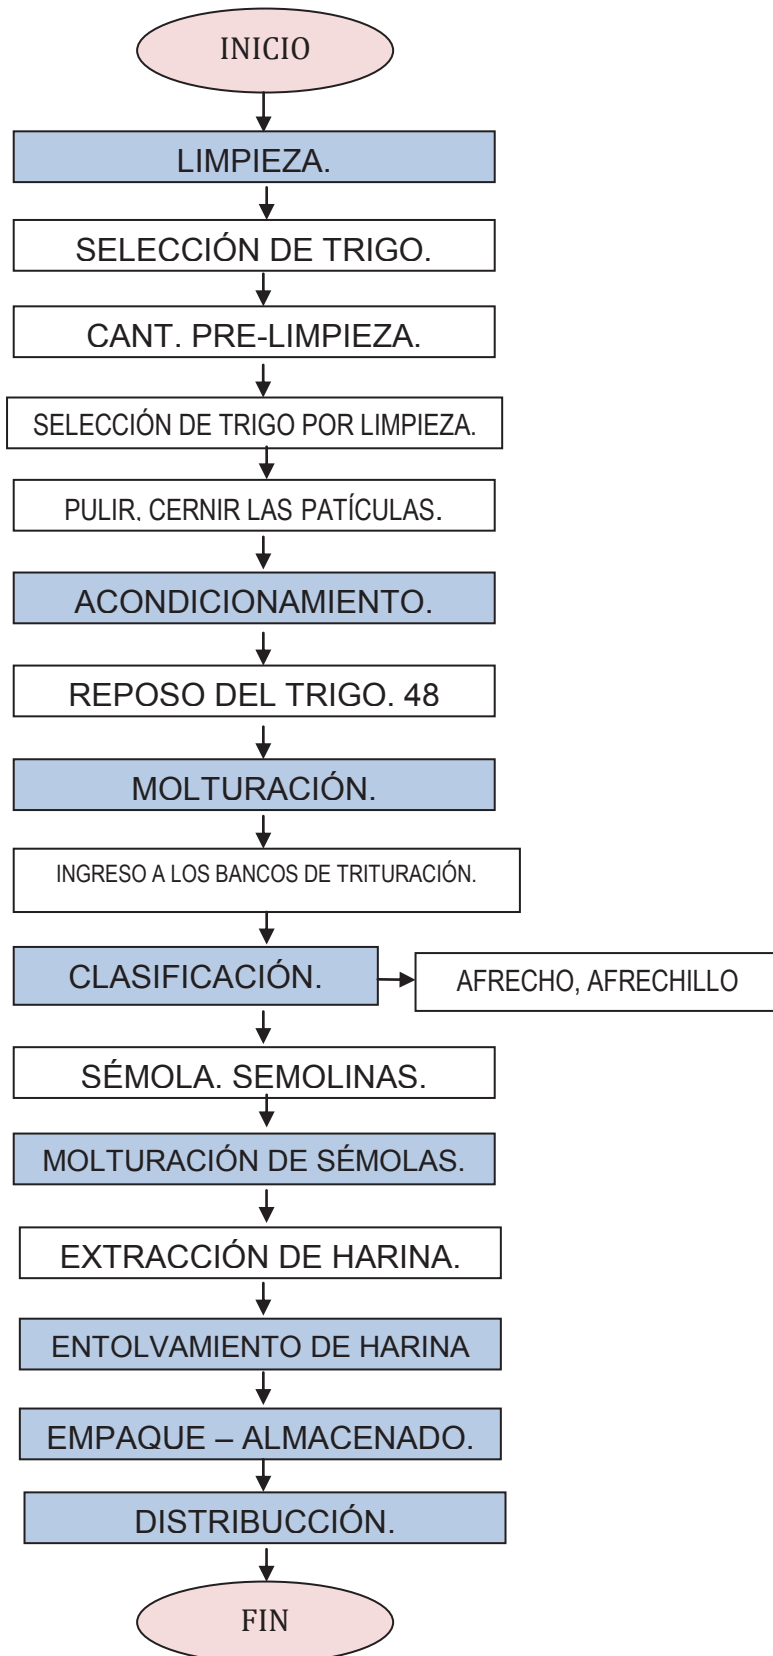 INICIO
LIMPIEZA.
SELECCIÓN DE TRIGO.
CANT. PRE-LIMPIEZA.
SELECCIÓN DE TRIGO POR LIMPIEZA.
PULIR, CERNIR LAS PATÍCULAS.
ACONDICIONAMIENTO.
REPOSO DEL TRIGO. 48
MOLTURACIÓN.
INGRESO A LOS BANCOS DE TRITURACIÓN.
CLASIFICACIÓN.
AFRECHO, AFRECHILLO
SÉMOLA. SEMOLINAS.
MOLTURACIÓN DE SÉMOLAS.
EXTRACCIÓN DE HARINA.
ENTOLVAMIENTO DE HARINA
EMPAQUE – ALMACENADO.
DISTRIBUCCIÓN.
FIN